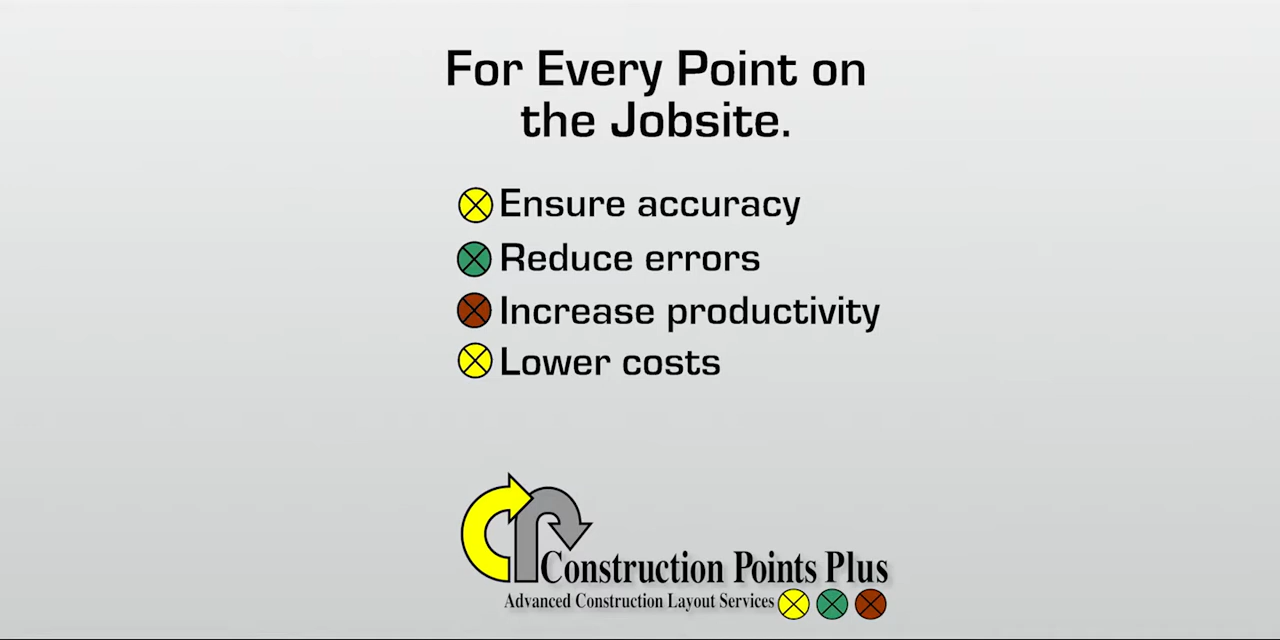 For Every Point on
the Jobsite.
Ensure accuracy
Reduce errors
Increase productivity
Lower costs
Construction Points Plus
Advanced Construction Layout Services